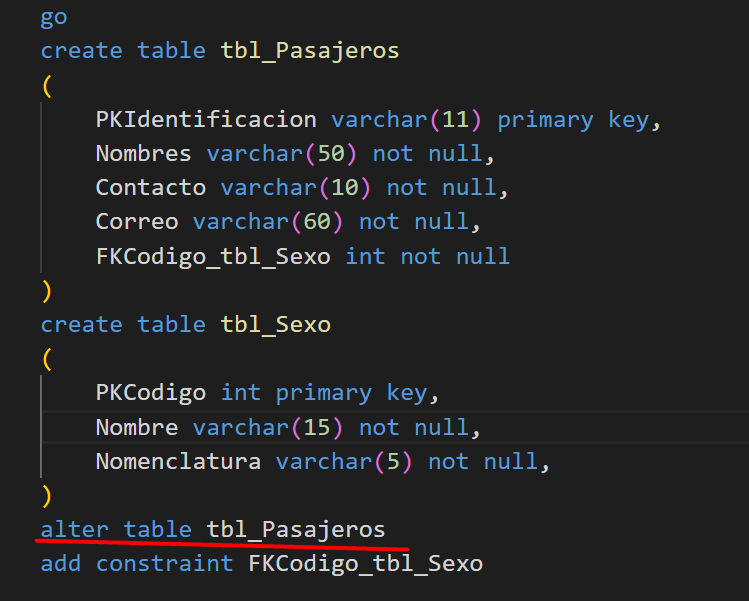 go
create table tbl_Pasajeros
(
PKIdentificacion varchar(11) primary key,
Nombres varchar(50) not null,
Contacto varchar(10) not null,
Correo varchar(60) not null,
FKCodigo_tbl_Sexo int not null
)
create table tbl_Sexo
(
PKCodigo int primary key,
Nombre varchar(15) not null,
Nomenclatura varchar(5) not null,
)
alter table tbl_Pasajeros
add constraint FKCodigo_tbl_Sexo